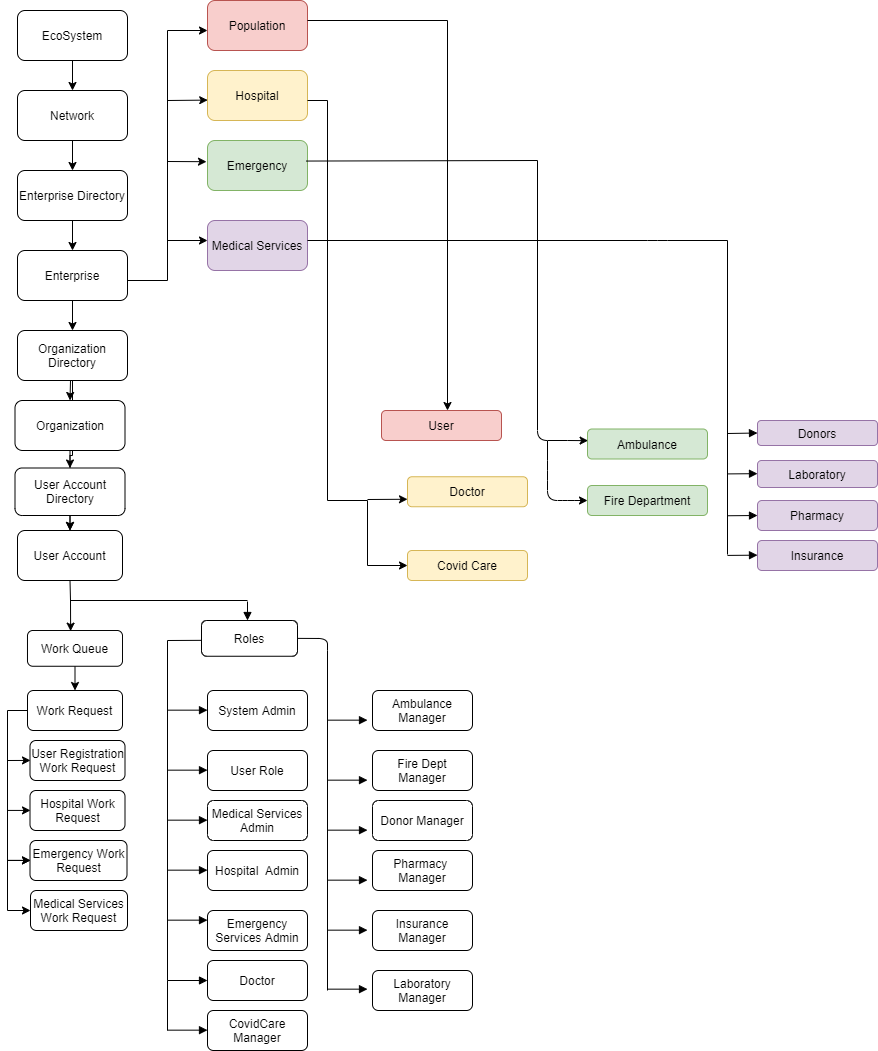 EcoSystem
Population
Hospital
Network
Emergency
Enterprise Directory
Medical Services
Enterprise
Organization
Directory
Organization
User
Donors
Ambulance
Laboratory
User Account
Directory
Doctor
Fire Department
Pharmacy
User Account
Covid Care
Insurance
Work Queue
Roles
Work Request
System Admin
Ambulance
Manager
User Registration
Work Request
User Role
Fire Dept
Manager
Hospital Work
Request
Medical Services
Admin
Donor Manager
Emergency Work
Request
Hospital  Admin
Pharmacy
Manager
Medical Services
Work Request
Emergency
Services Admin
Insurance
Manager
Doctor
Laboratory
Manager
CovidCare
Manager